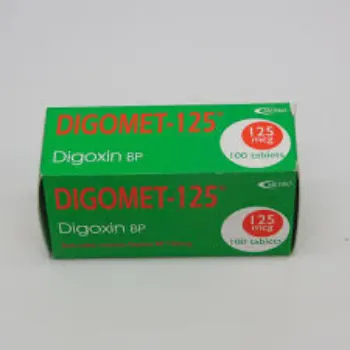 DIGOMET-125
125
mcg
Digoxin BP
100 tablets
DIGOMET-125
125
mcg
Digoxin BP
100 tablets